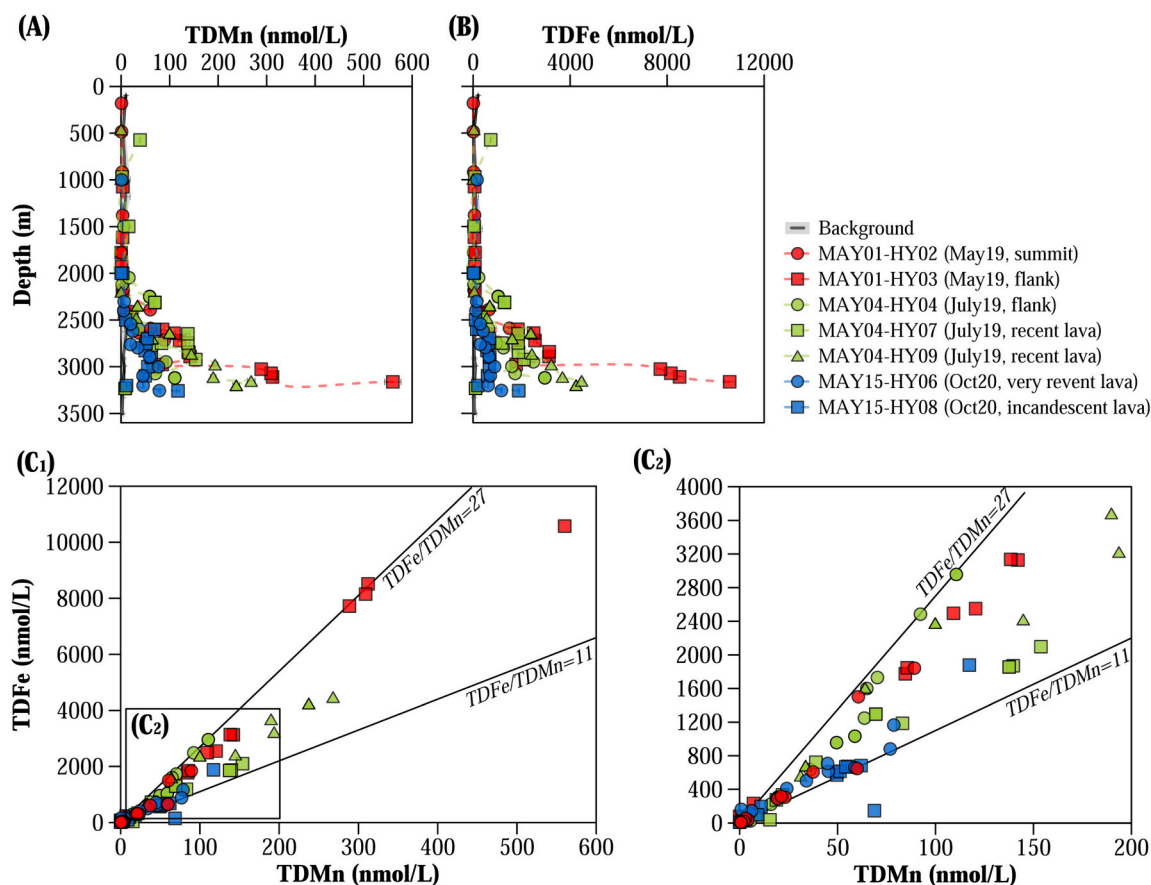 (A)
TDMn (nmol/L)
0 100 200 300 400 500 600
(B)
TDFe (nmol/L)
0 4000 8000 12000
Depth (m)
0
500
1000
1500
2000
2500
3000
3500
Background
MAY01-HY02 (May19, summit)
MAY01-HY03 (May19, flank)
MAY04-HY04 (July19, flank)
MAY04-HY07 (July19, recent lava)
MAY04-HY09 (July19, recent lava)
MAY15-HY06 (Oct20, very revent lava)
MAY15-HY08 (Oct20, incandescent lava)
(C1)
TDFe (nmol/L)
12000
10000
8000
6000
4000
2000
0
TDFe/TDMn=27
TDFe/TDMn=11
(C2)
0 100 200 300 400 500 600
TDMn (nmol/L)
(C2)
4000
3600
3200
2800
2400
2000
1600
1200
800
400
0
TDFe/TDMn=27
TDFe/TDMn=11
0 50 100 150 200
TDMn (nmol/L)